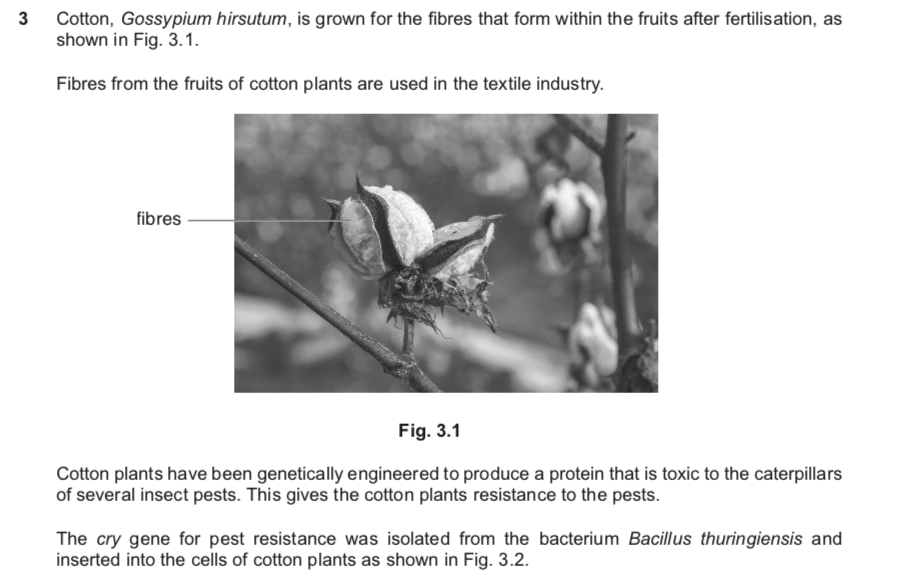 3 Cotton, Gossypium hirsutum, is grown for the fibres that form within the fruits after fertilisation, as
shown in Fig. 3.1.
Fibres from the fruits of cotton plants are used in the textile industry.
fibres
Fig. 3.1
Cotton plants have been genetically engineered to produce a protein that is toxic to the caterpillars
of several insect pests. This gives the cotton plants resistance to the pests.
The cry gene for pest resistance was isolated from the bacterium Bacillus thuringiensis and
inserted into the cells of cotton plants as shown in Fig. 3.2.